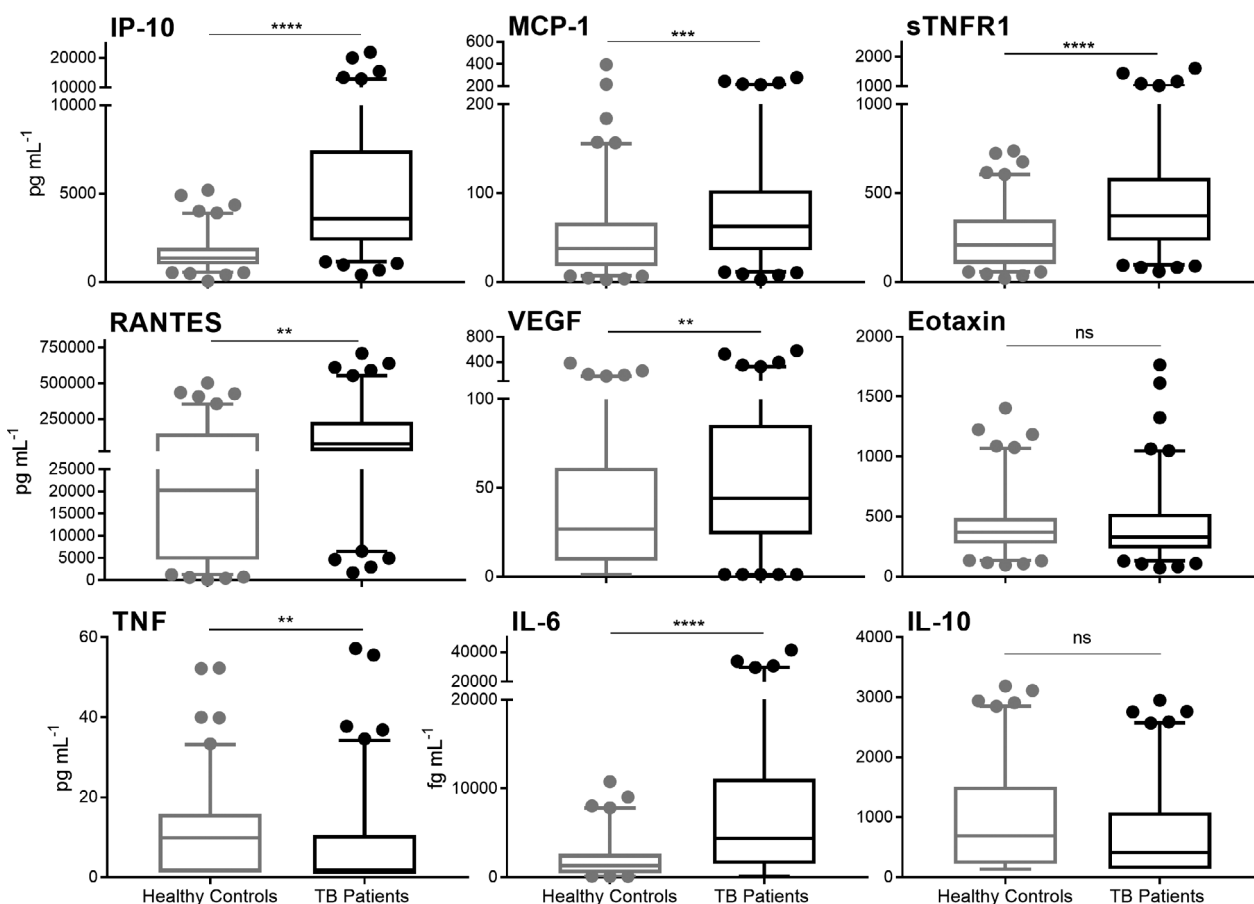 IP-10
****
20000
10000
10000
5000
0
pg mL-1
MCP-1
***
600
400
200
200
100
0
sTNFR1
****
2000
1000
1000
500
0
RANTES
**
750000
500000
250000
25000
20000
15000
10000
5000
0
pg mL-1
VEGF
**
800
400
100
50
0
Eotaxin
ns
2000
1500
1000
500
0
TNF
**
60
40
20
0
pg mL-1
Healthy Controls
TB Patients
IL-6
****
40000
20000
20000
10000
0
fg mL-1
Healthy Controls
TB Patients
IL-10
ns
4000
3000
2000
1000
0
Healthy Controls
TB Patients